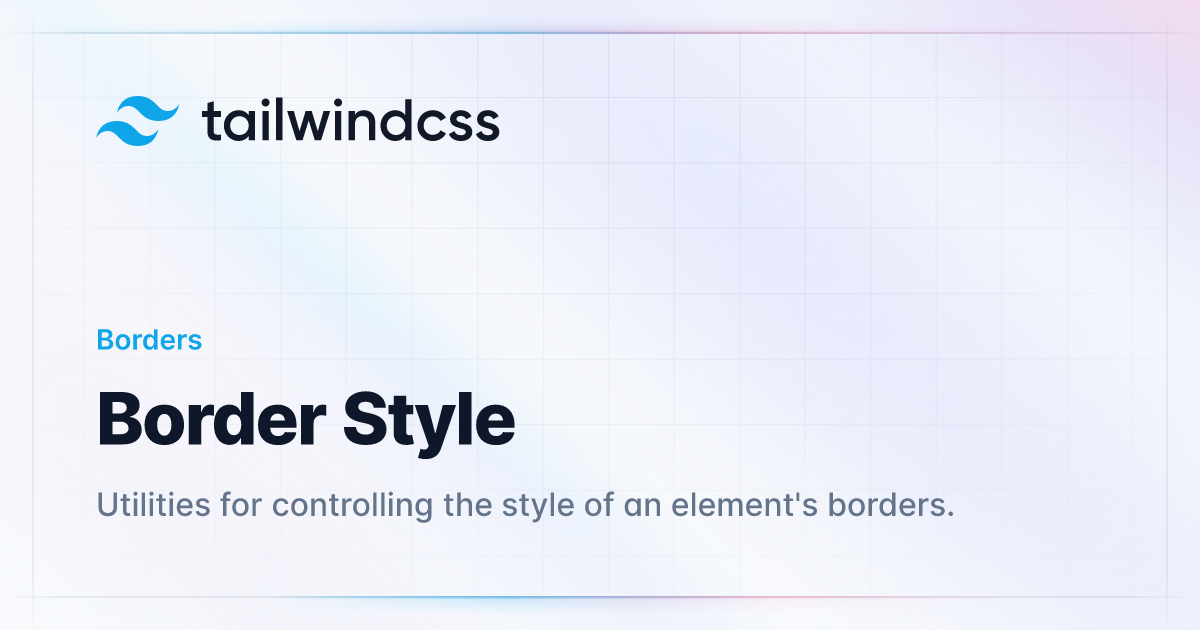 tailwindcss
Borders
Border Style
Utilities for controlling the style of an element's borders.